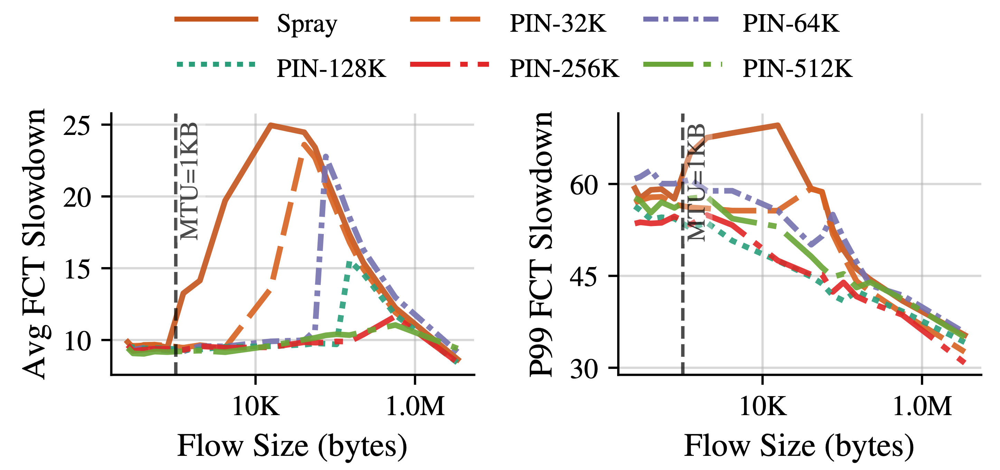 Spray PIN-32K PIN-64K
PIN-128K PIN-256K PIN-512K
Avg FCT Slowdown
25
20
15
10
MTU=1KB
10K 1.0M
Flow Size (bytes)
P99 FCT Slowdown
60
45
30
MTU=1KB
10K 1.0M
Flow Size (bytes)